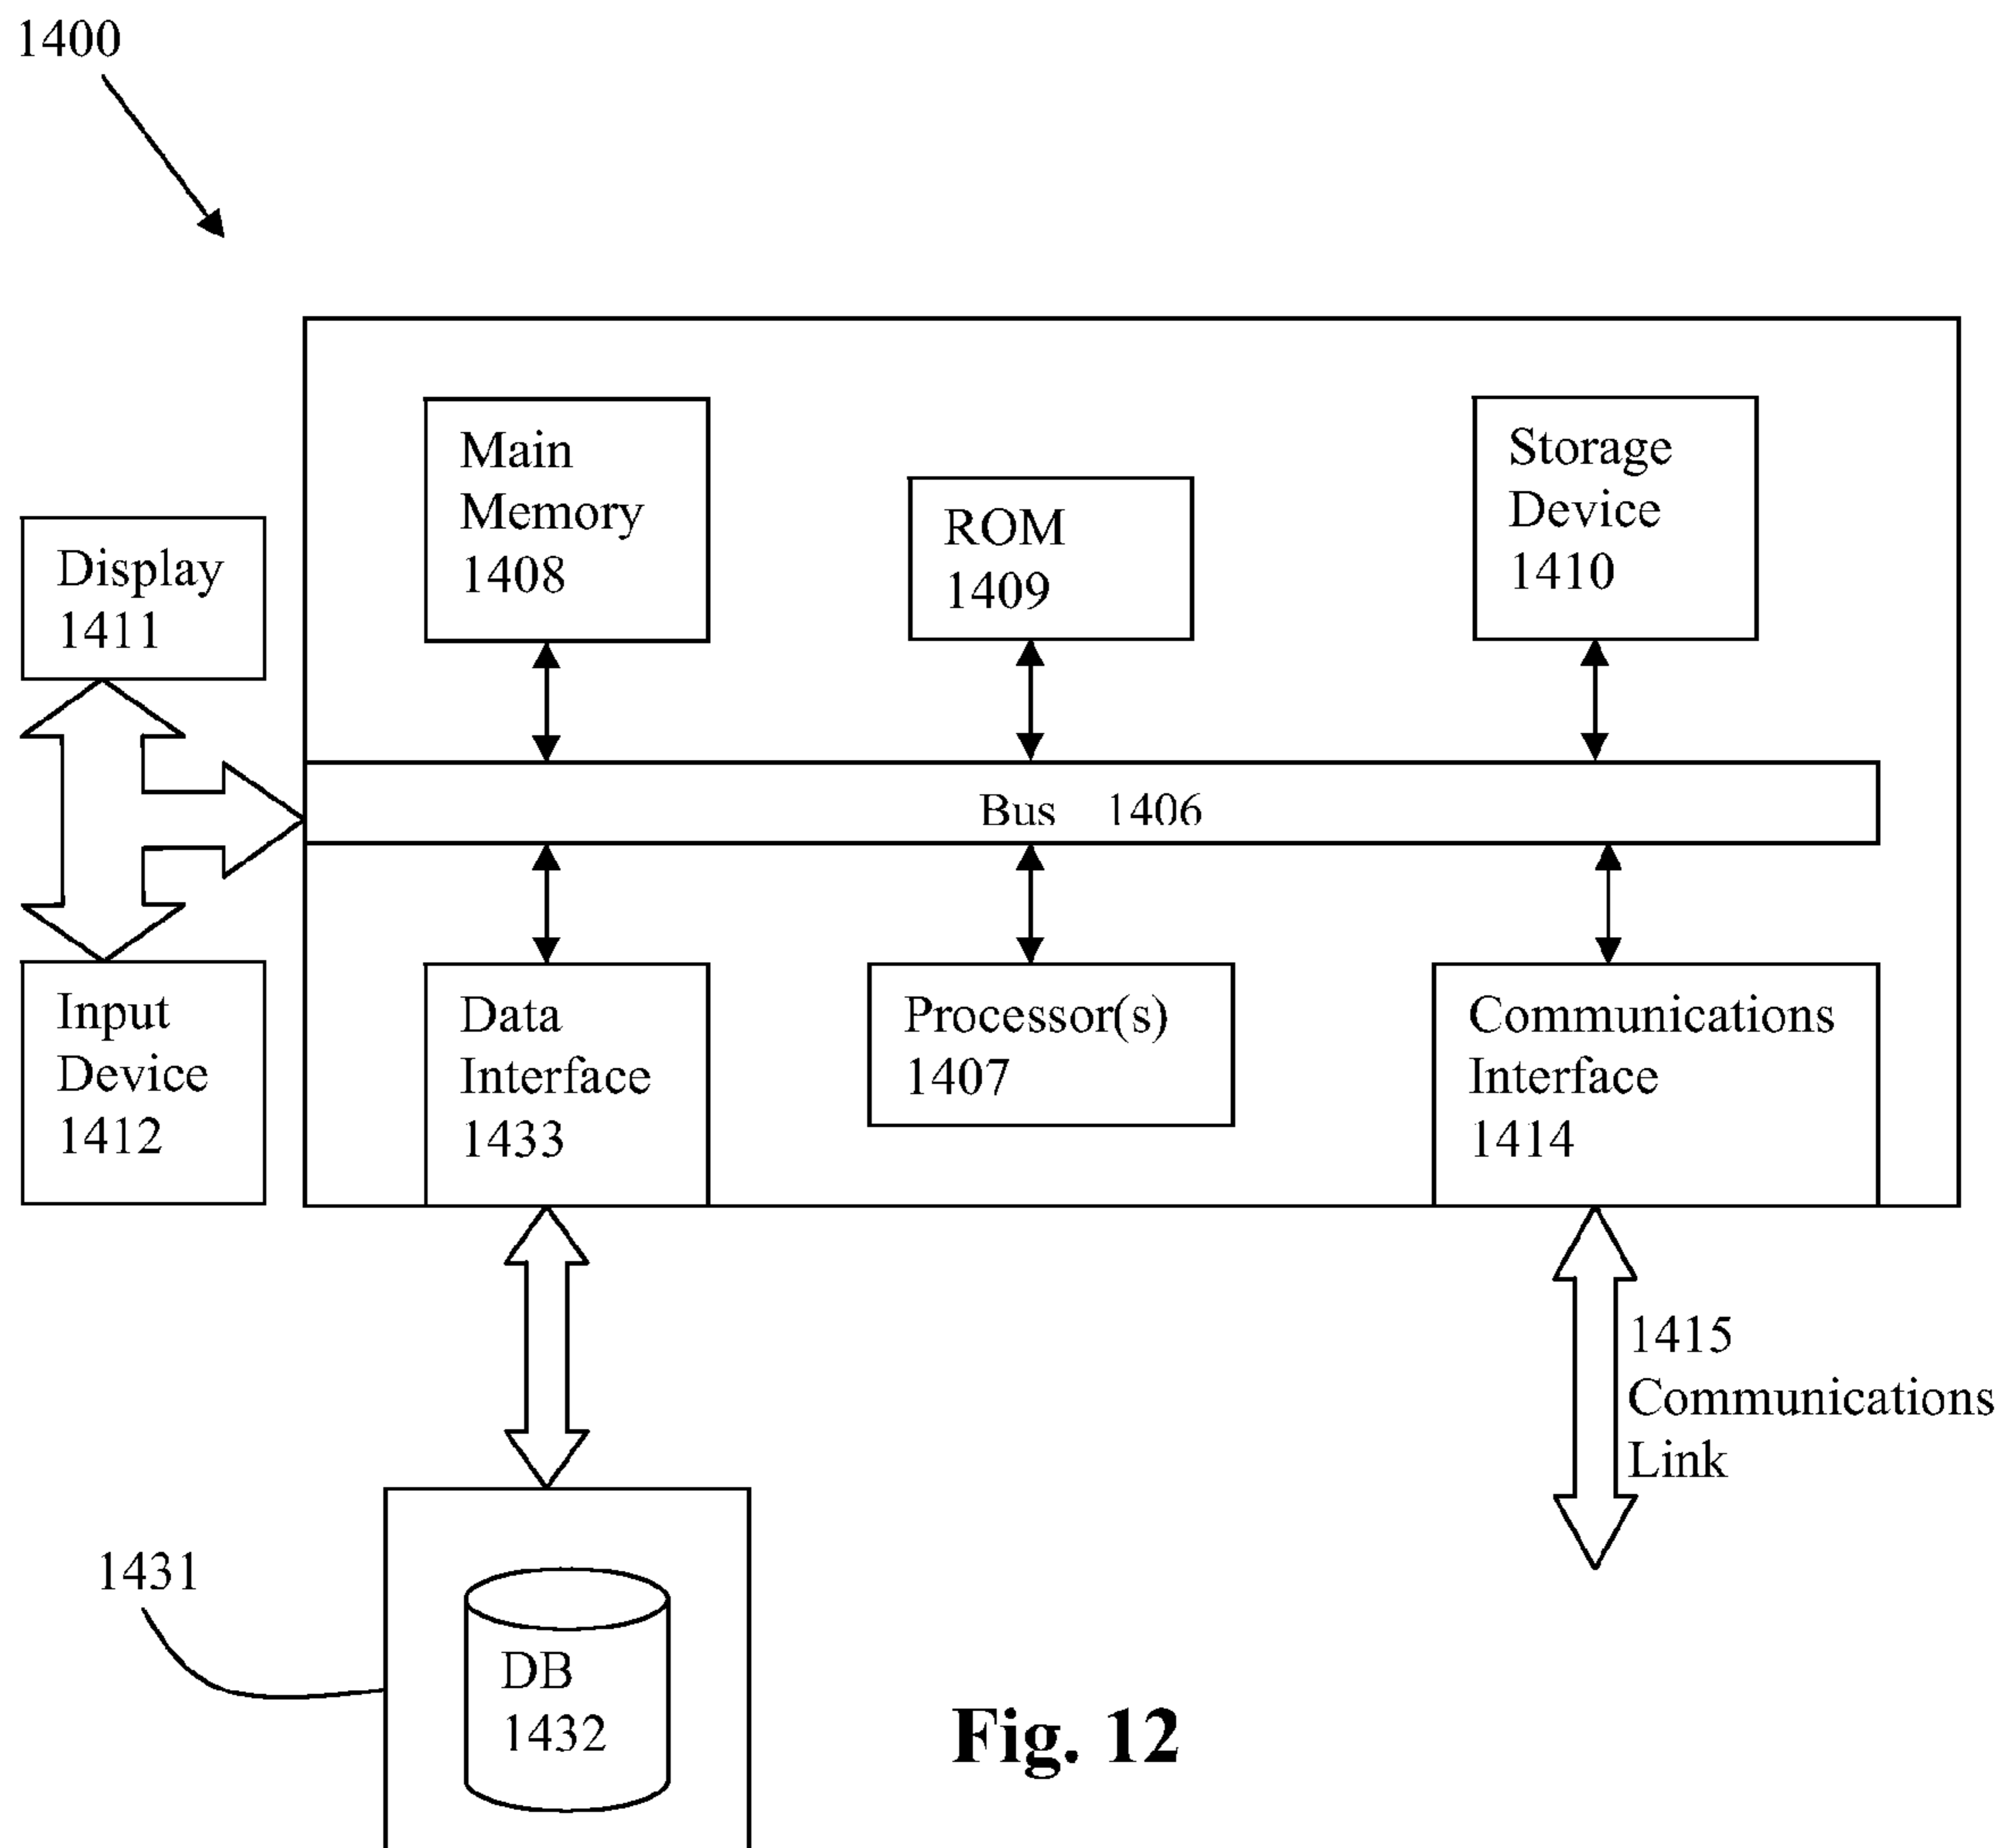 1400
Main
Memory
1408
ROM
1409
Storage
Device
1410
Display
1411
Bus 1406
Input
Device
1412
Data
Interface
1433
Processor(s)
1407
Communications
Interface
1414
1415
Communications
Link
1431
DB
1432
Fig. 12